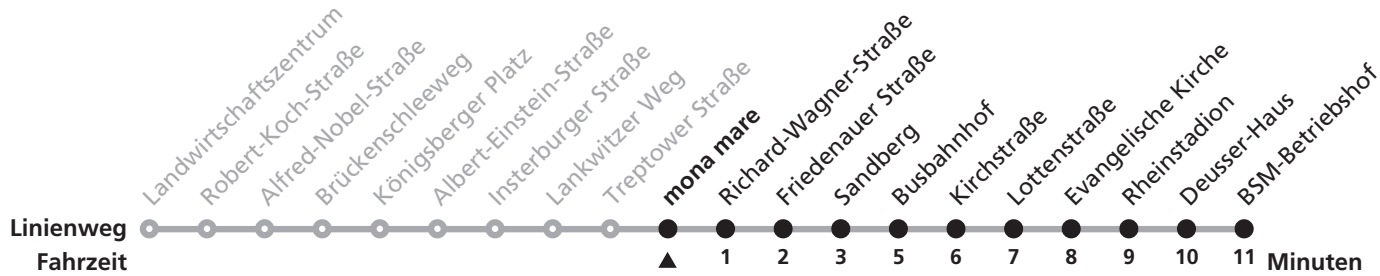 Landwirtschaftszentrum
Robert-Koch-Straße
Alfred-Nobel-Straße
Brückenschleeweg
Königsberger Platz
Albert-Einstein-Straße
Insterburger Straße
Lankwitzer Weg
Treptower Straße
mona mare
Richard-Wagner-Straße
Friedenauer Straße
Sandberg
Busbahnhof
Kirchstraße
Lottenstraße
Evangelische Kirche
Rheinstadion
Deusser-Haus
BSM-Betriebshof
Linienweg
Fahrzeit ▲ 1 2 3 5 6 7 8 9 10 11 Minuten